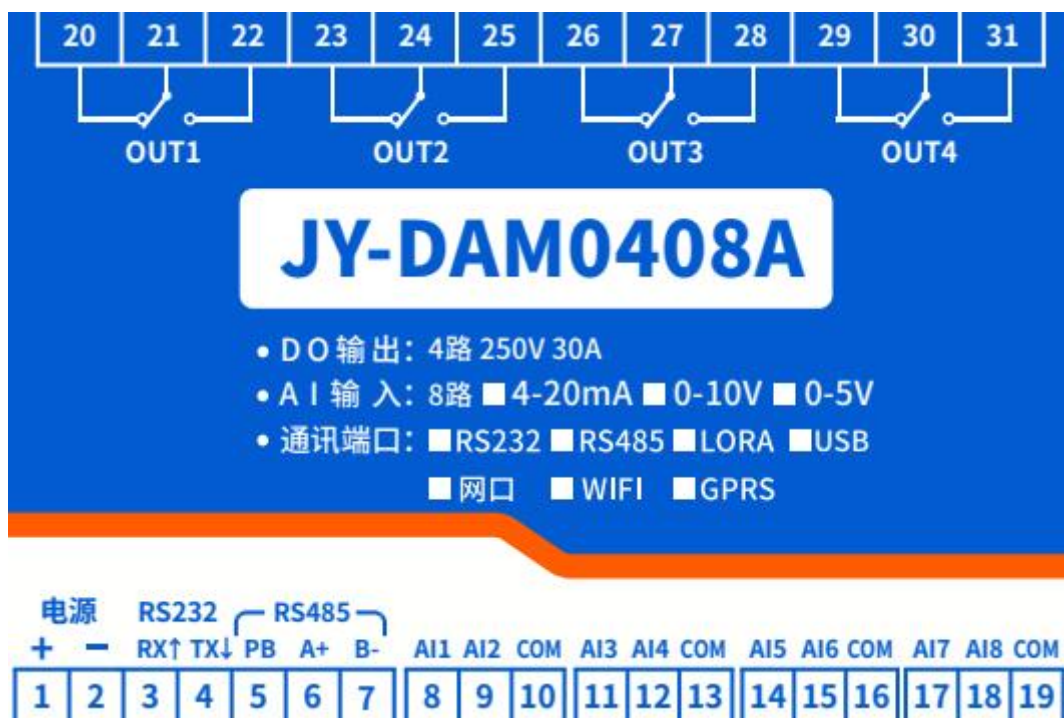 20 21 22 23 24 25 26 27 28 29 30 31
OUT1 OUT2 OUT3 OUT4
JY-DAM0408A
• DO输出：4路 250V 30A
• AI 输 入：8路 ■4-20mA ■0-10V ■0-5V
• 通讯端口：■RS232 ■RS485 ■LORA ■USB
■网口 ■WIFI ■GPRS
电源 RS232 RS485
+ − RX↑ TX↓ PB A+ B- AI1 AI2 COM AI3 AI4 COM AI5 AI6 COM AI7 AI8 COM
1 2 3 4 5 6 7 8 9 10 11 12 13 14 15 16 17 18 19